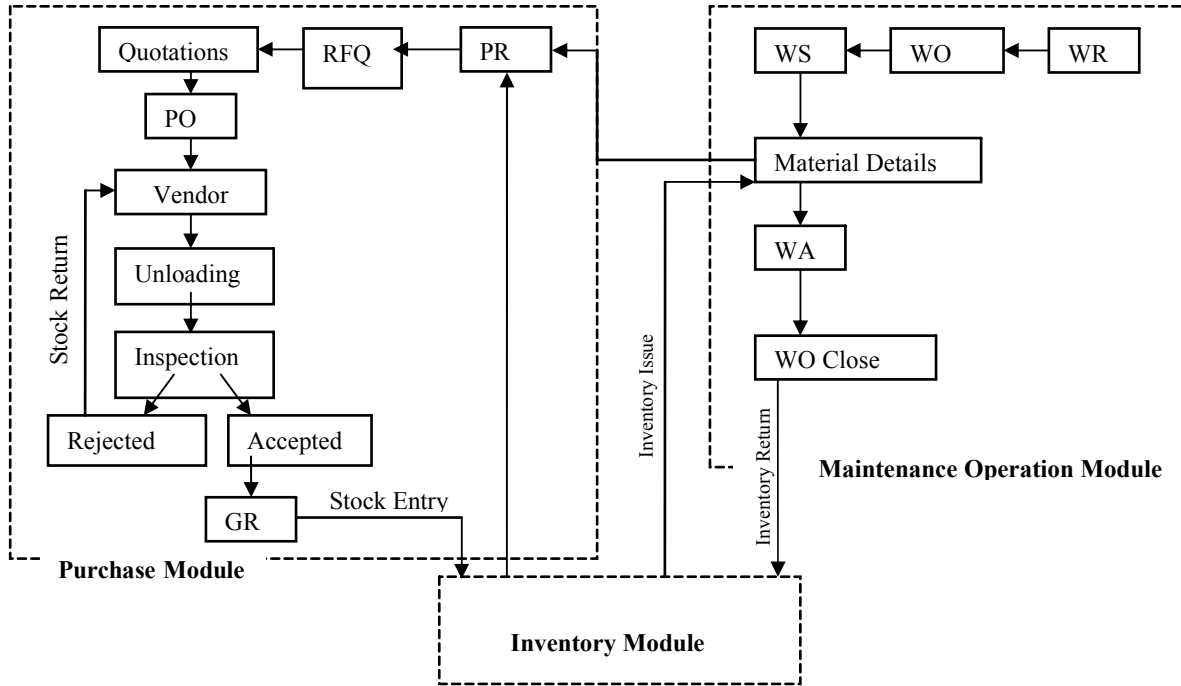 Quotations
RFQ
PR
WS
WO
WR
PO
Material Details
Vendor
WA
Unloading
Stock Return
Inspection
WO Close
Inventory Issue
Rejected
Accepted
Inventory Return
Maintenance Operation Module
GR
Stock Entry
Purchase Module
Inventory Module